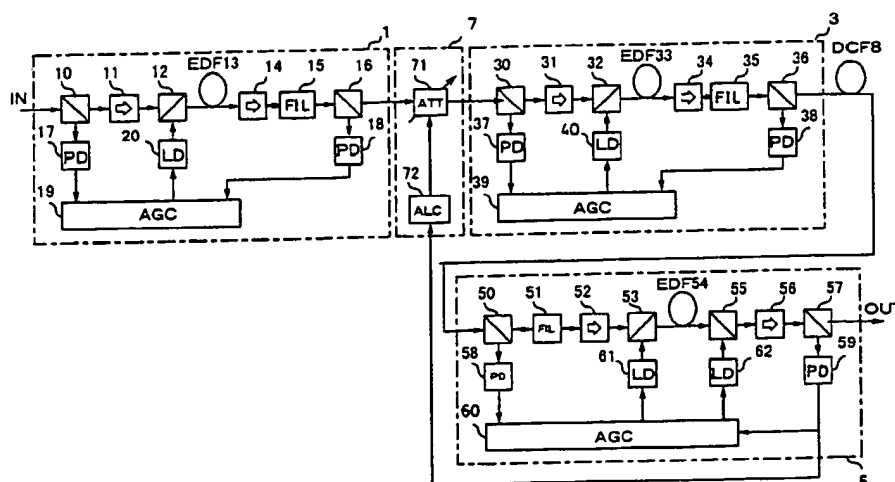 1
7
3
10
11
12
EDF13
14
15
16
71
30
31
32
EDF33
34
35
36
DCF8
IN
FIL
ATT
FIL
17
PD
20
LD
18
PD
37
PD
40
LD
38
PD
19
AGC
72
ALC
39
AGC
50
51
52
53
EDF54
55
56
57
OUT
FIL
58
PD
61
LD
62
LD
59
PD
60
AGC
5